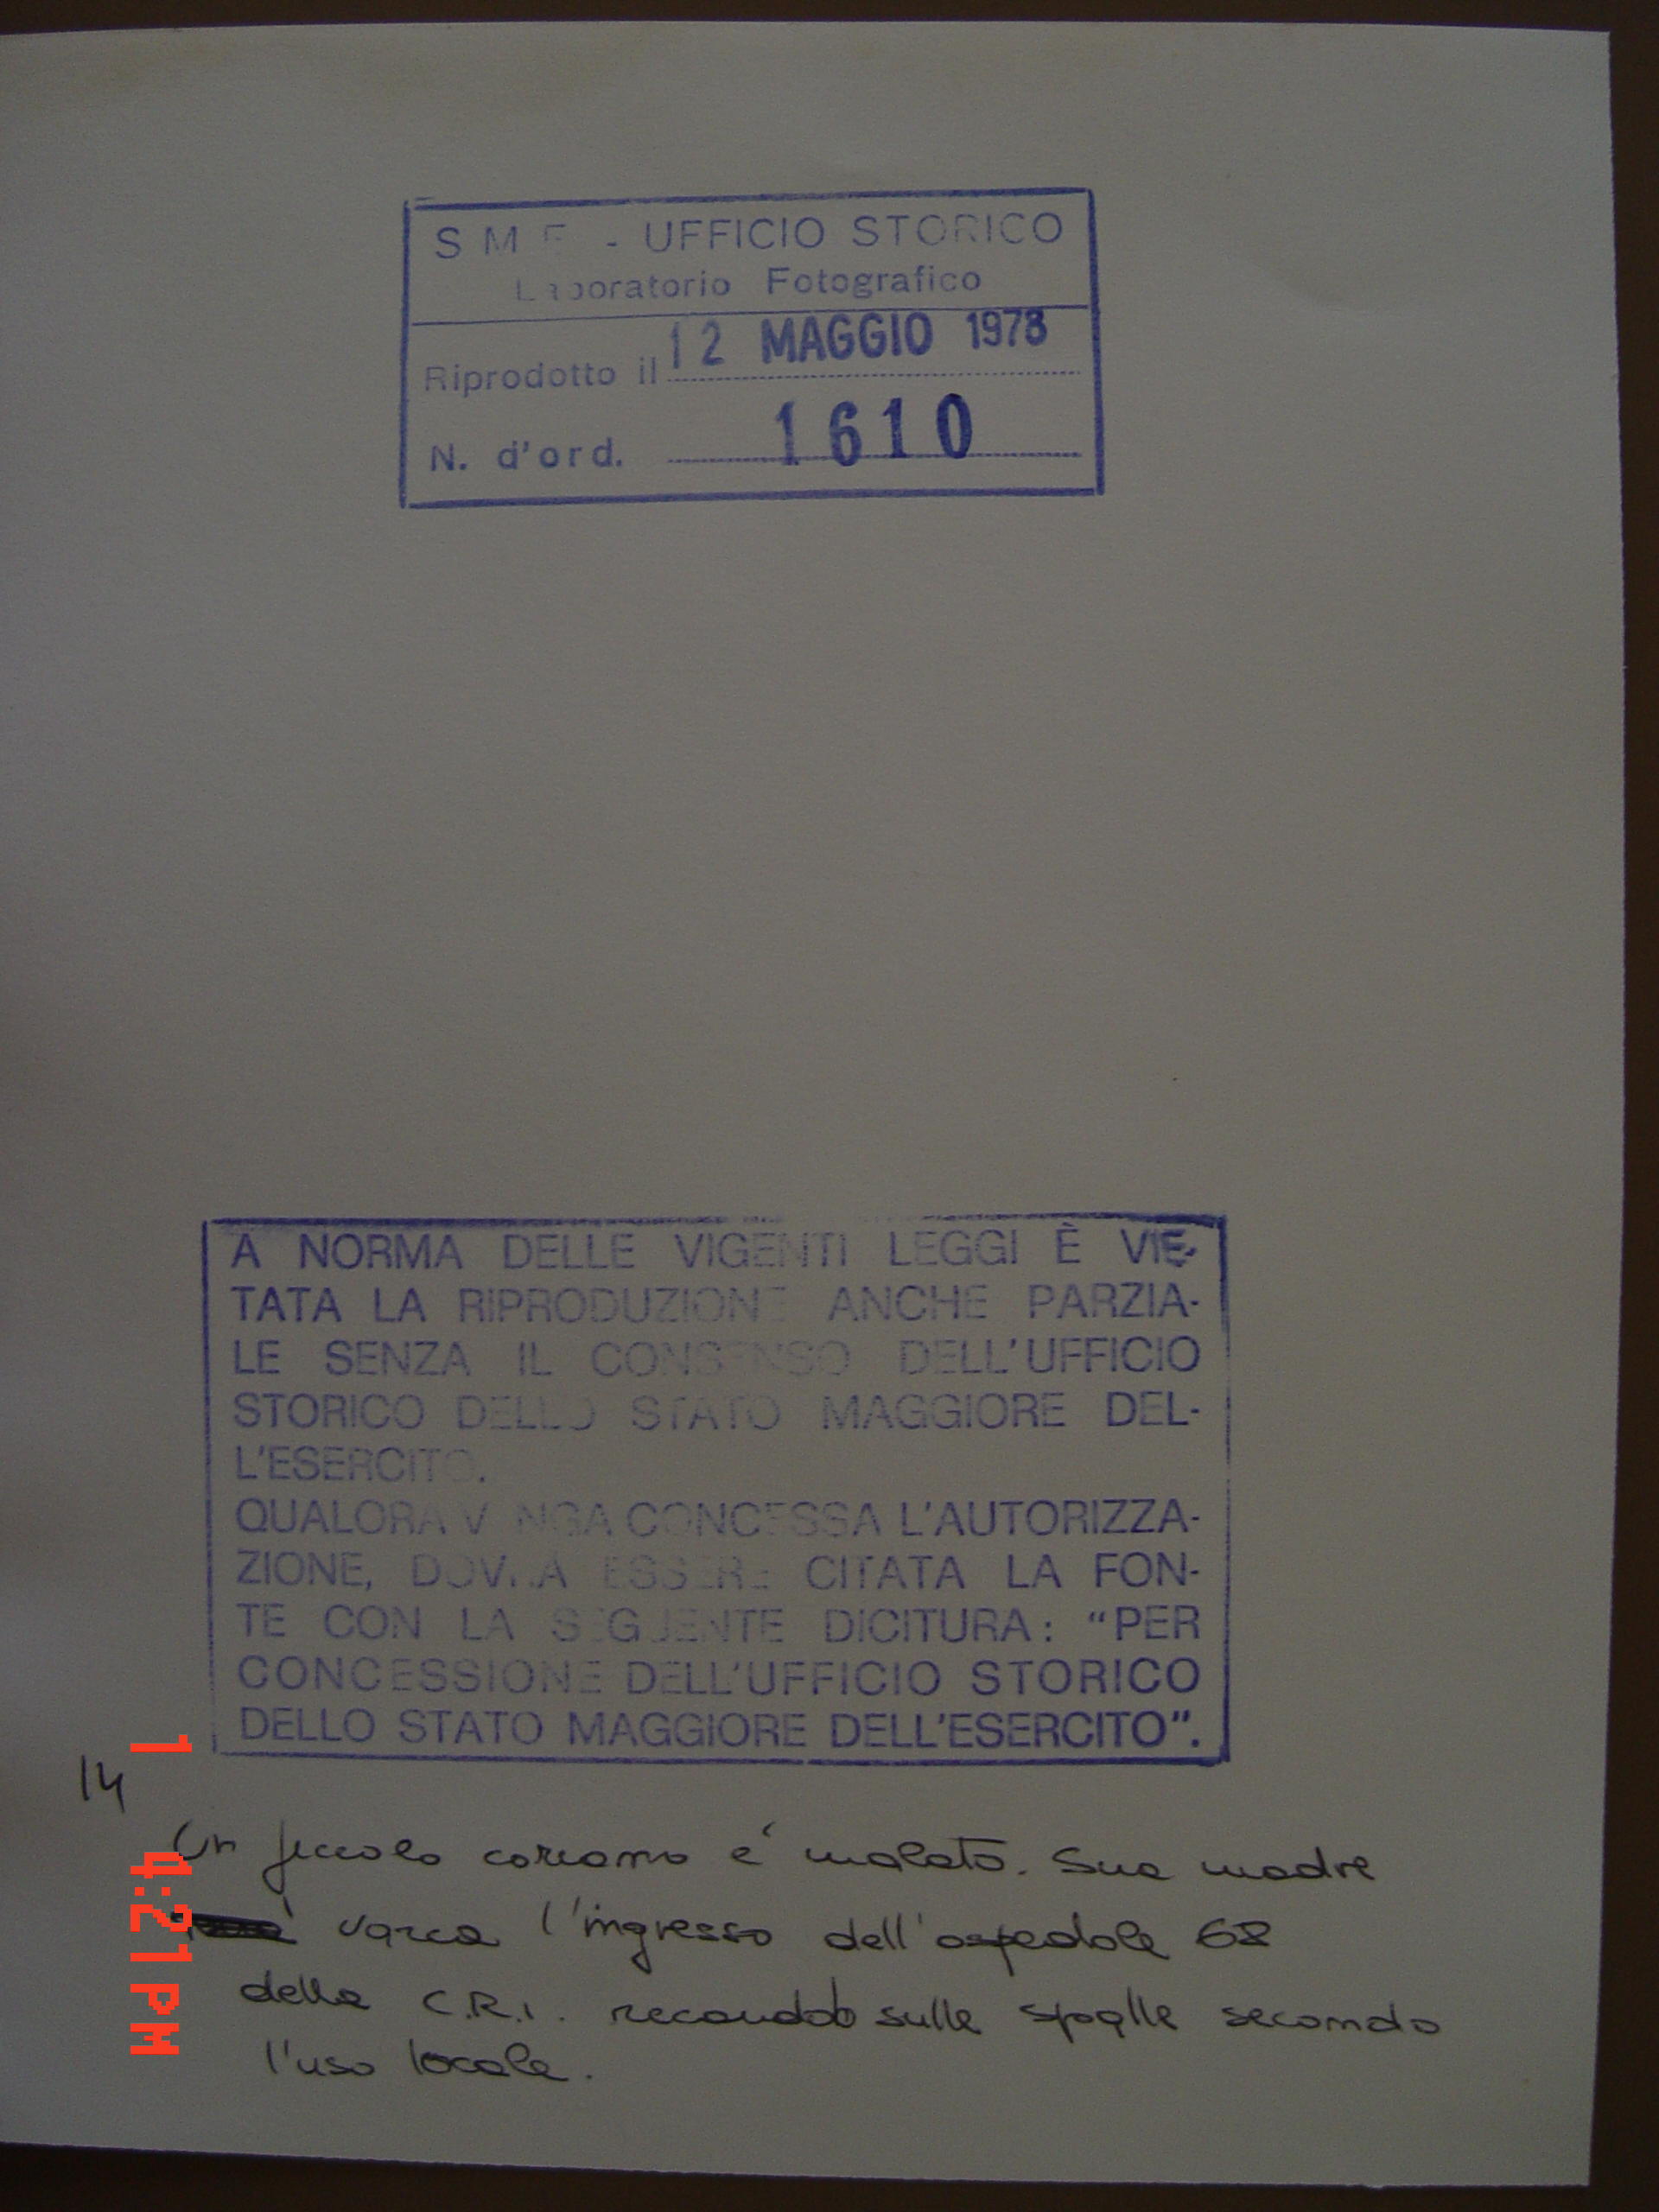 S M E - UFFICIO STORICO
Laboratorio Fotografico
Riprodotto il 12 MAGGIO 1978
N. d'ord. 1610
A NORMA DELLE VIGENTI LEGGI È VIE-
TATA LA RIPRODUZIONE ANCHE PARZIA-
LE SENZA IL CONSENSO DELL'UFFICIO
STORICO DELLO STATO MAGGIORE DEL-
L'ESERCITO.
QUALORA VENGA CONCESSA L'AUTORIZZA-
ZIONE, DOVRÀ ESSERE CITATA LA FON-
TE CON LA SEGUENTE DICITURA: "PER
CONCESSIONE DELL'UFFICIO STORICO
DELLO STATO MAGGIORE DELL'ESERCITO".
14
Un piccolo coreano è malato. Sua madre
varca l'ingresso dell'ospedale 68
della C.R.I. recandolo sulle spalle secondo
l'uso locale.
1 4:21PM